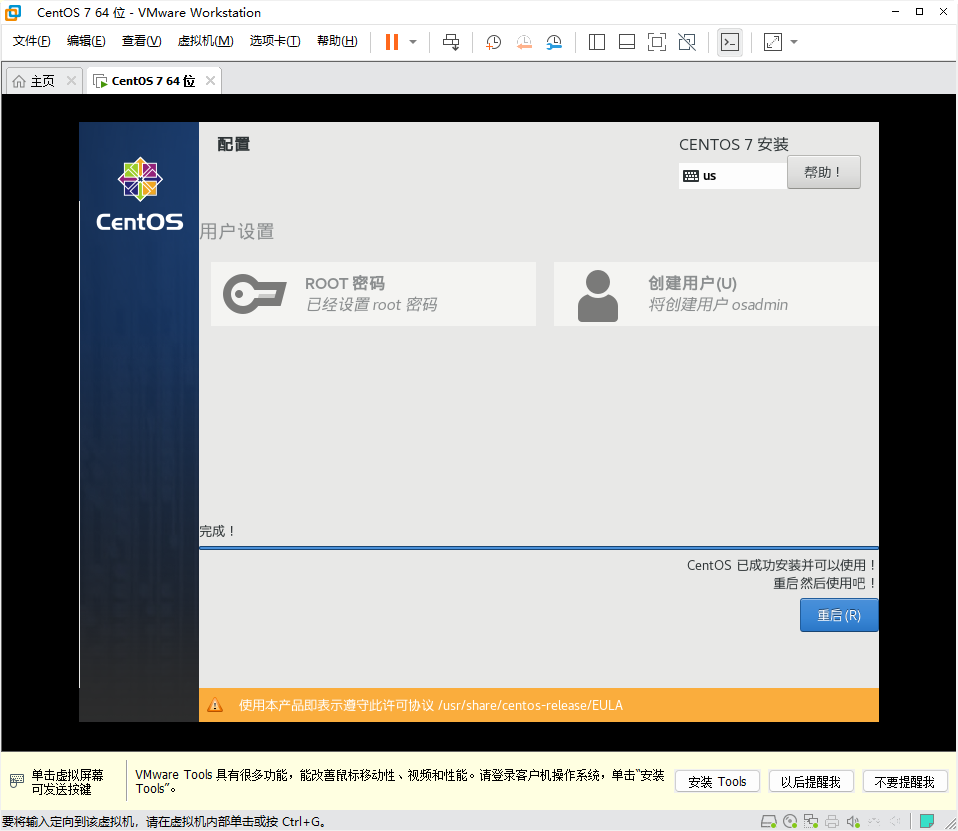 CentOS 7 64 位 - VMware Workstation
文件(F) 编辑(E) 查看(V) 虚拟机(M) 选项卡(T) 帮助(H)
主页 CentOS 7 64 位
配置
CENTOS 7 安装
us
帮助！
CentOS
用户设置
ROOT 密码
已经设置 root 密码
创建用户(U)
将创建用户 osadmin
完成！
CentOS 已成功安装并可以使用！
重启然后使用吧！
重启(R)
使用本产品即表示遵守此许可协议 /usr/share/centos-release/EULA
单击虚拟屏幕
可发送按键
VMware Tools 具有很多功能，能改善鼠标移动性、视频和性能。请登录客户机操作系统，单击“安装
Tools”。
安装 Tools 以后提醒我 不要提醒我
要将输入定向到该虚拟机，请在虚拟机内部单击或按 Ctrl+G。